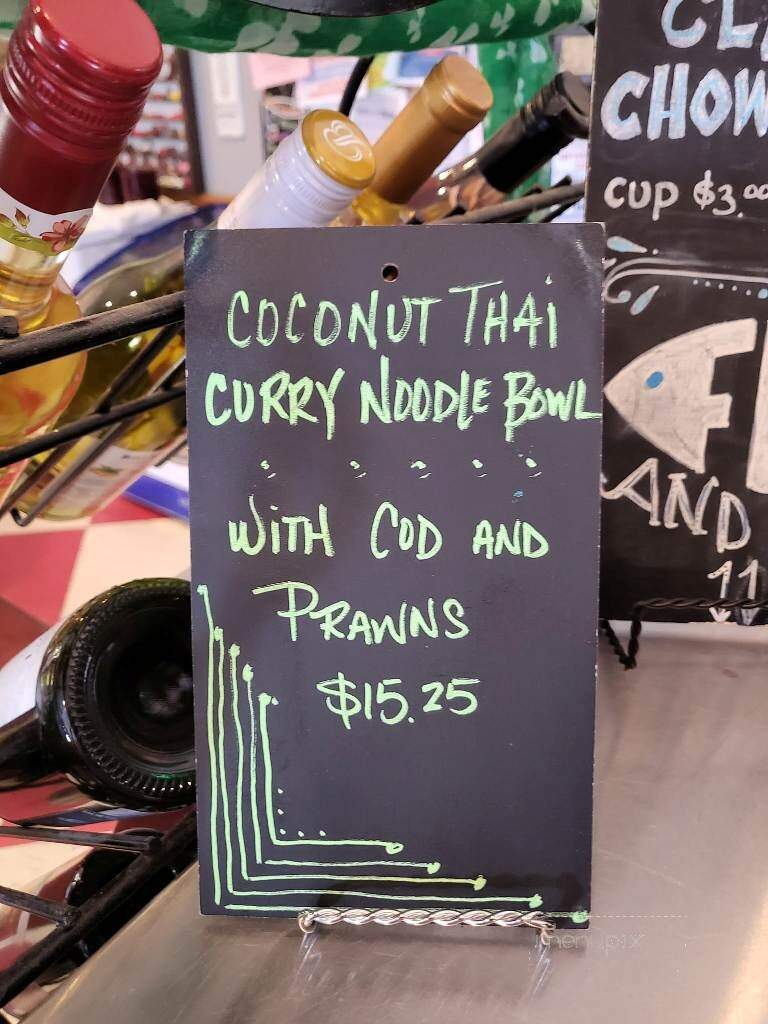 COCONUT THAI
CURRY NOODLE BOWL
WITH COD AND
PRAWNS
$15.25
CHOW
CUP $3.00
AND